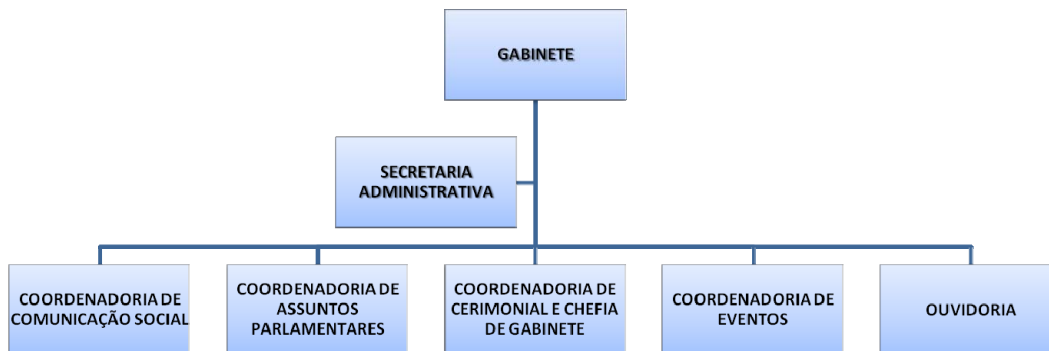 GABINETE
SECRETARIA
ADMINISTRATIVA
COORDENADORIA DE
COMUNICAÇÃO SOCIAL
COORDENADORIA DE
ASSUNTOS
PARLAMENTARES
COORDENADORIA DE
CERIMONIAL E CHEFIA
DE GABINETE
COORDENADORIA DE
EVENTOS
OUVIDORIA